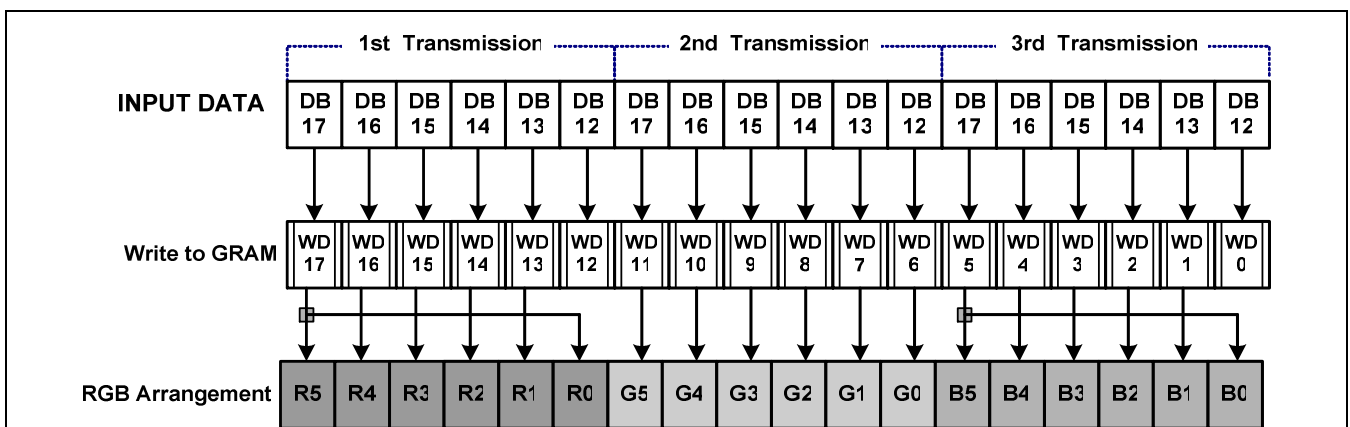 1st Transmission 2nd Transmission 3rd Transmission
INPUT DATA DB 17 DB 16 DB 15 DB 14 DB 13 DB 12 DB 17 DB 16 DB 15 DB 14 DB 13 DB 12 DB 17 DB 16 DB 15 DB 14 DB 13 DB 12
Write to GRAM WD 17 WD 16 WD 15 WD 14 WD 13 WD 12 WD 11 WD 10 WD 9 WD 8 WD 7 WD 6 WD 5 WD 4 WD 3 WD 2 WD 1 WD 0
RGB Arrangement R5 R4 R3 R2 R1 R0 G5 G4 G3 G2 G1 G0 B5 B4 B3 B2 B1 B0